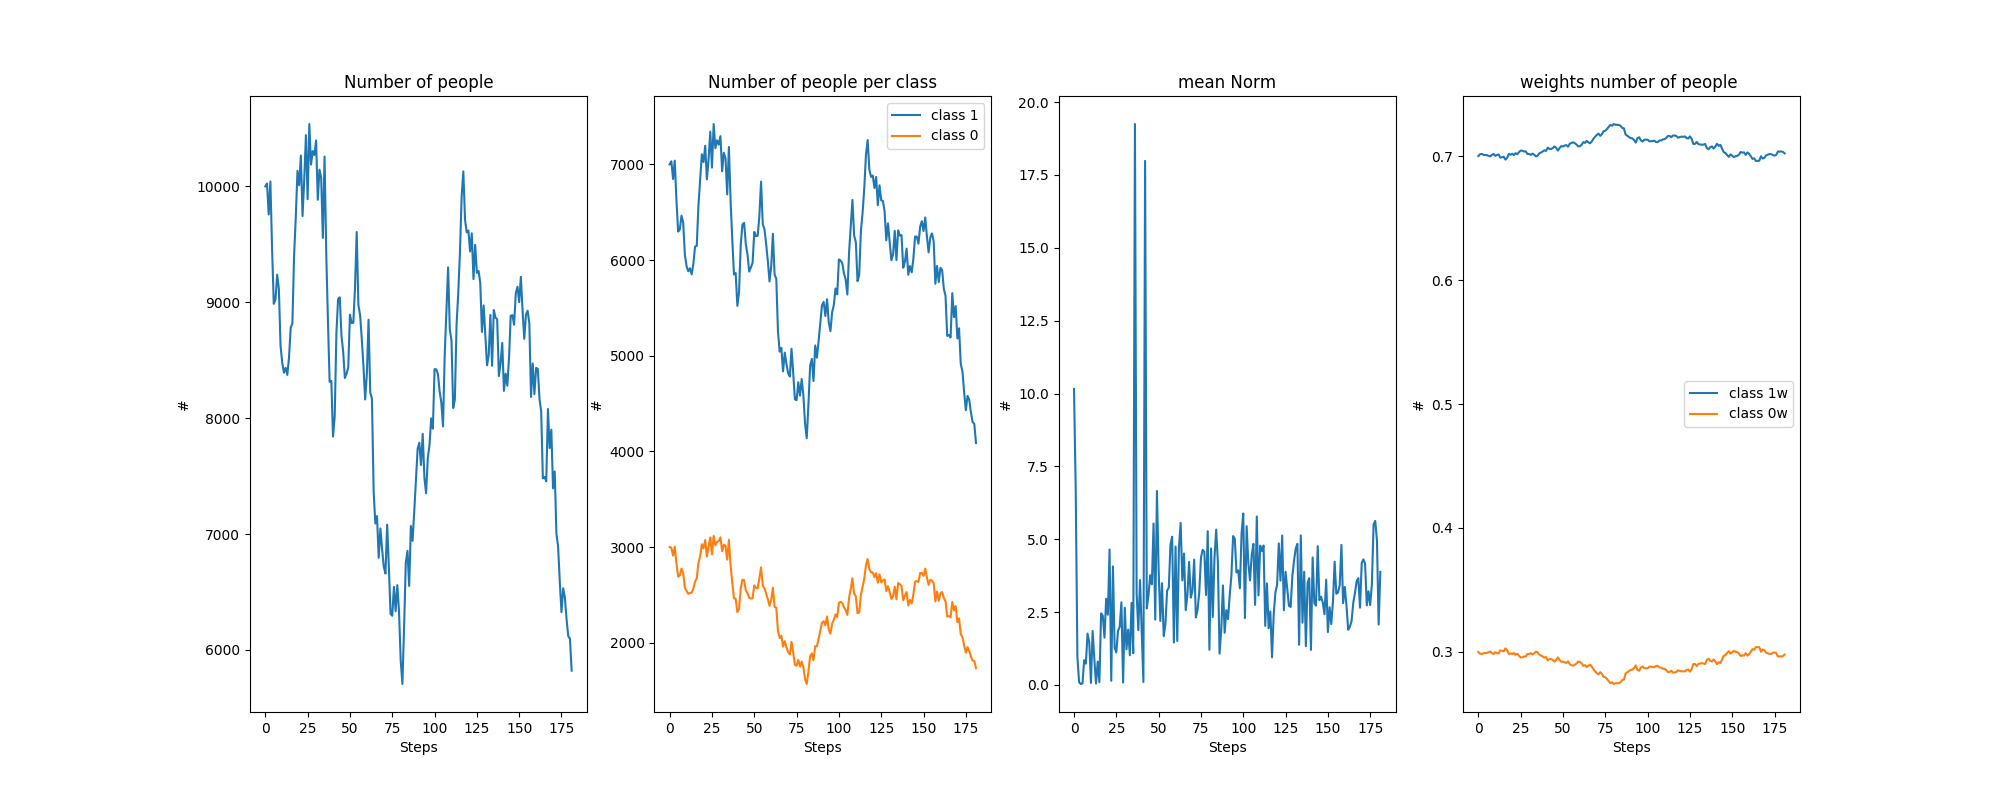 Number of people
10000
9000
8000
7000
6000
#
0 25 50 75 100 125 150 175
Steps
Number of people per class
class 1
class 0
7000
6000
5000
4000
3000
2000
#
0 25 50 75 100 125 150 175
Steps
mean Norm
20.0
17.5
15.0
12.5
10.0
7.5
5.0
2.5
0.0
#
0 25 50 75 100 125 150 175
Steps
weights number of people
0.7
0.6
0.5
0.4
0.3
#
class 1w
class 0w
0 25 50 75 100 125 150 175
Steps